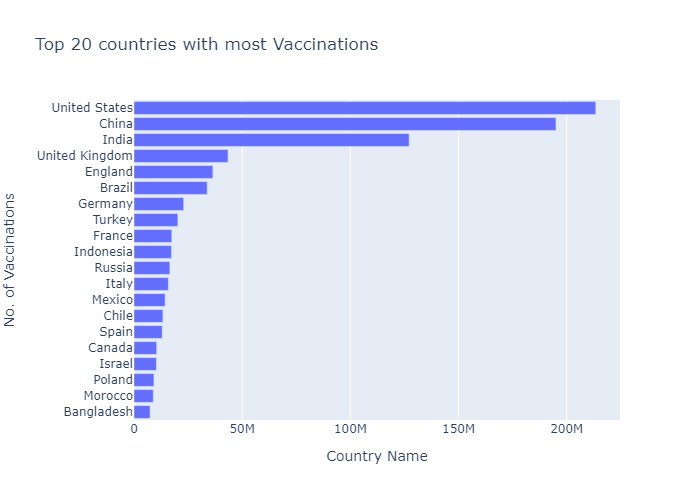 Top 20 countries with most Vaccinations
No. of Vaccinations
United States
China
India
United Kingdom
England
Brazil
Germany
Turkey
France
Indonesia
Russia
Italy
Mexico
Chile
Spain
Canada
Israel
Poland
Morocco
Bangladesh
0 50M 100M 150M 200M
Country Name